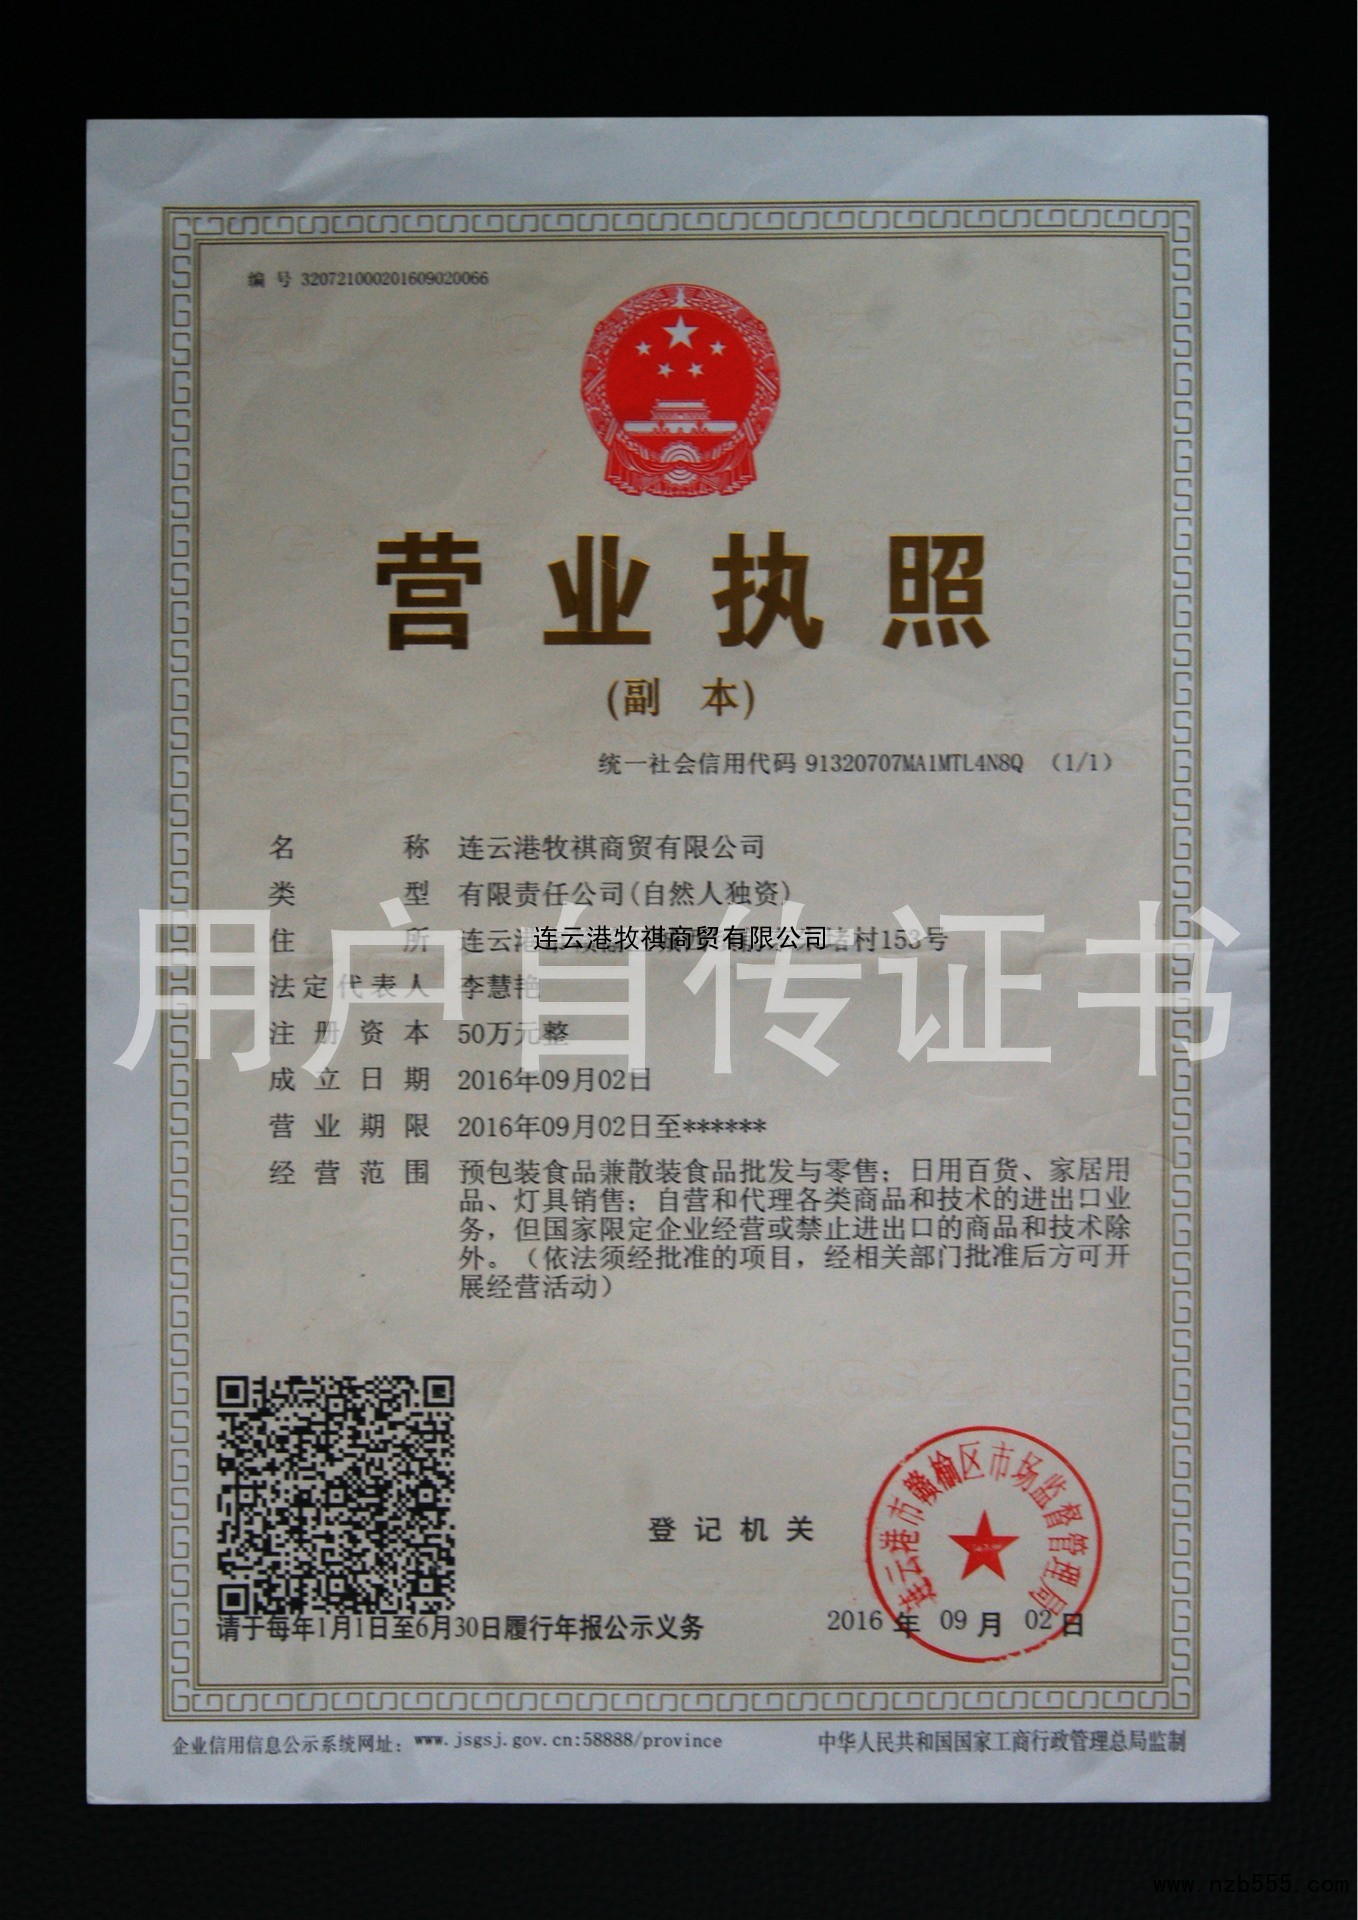 编 号 320721000201609020066
营业执照
(副 本)
统一社会信用代码 91320707MA1MTL4N8Q （1/1）
名 称 连云港牧祺商贸有限公司
类 型 有限责任公司(自然人独资)
住 所 连云港 堵村153号
连云港牧祺商贸有限公司
法定代表人 李慧艳
注册资本 50万元整
用户自传证书
成立日期 2016年09月02日
营业期限 2016年09月02日至******
经营范围 预包装食品兼散装食品批发与零售；日用百货、家居用
品、灯具销售；自营和代理各类商品和技术的进出口业
务，但国家限定企业经营或禁止进出口的商品和技术除
外。（依法须经批准的项目，经相关部门批准后方可开
展经营活动）
登记机关
连云港市赣榆区市场监督管理局
2016 年 09 月 02 日
请于每年1月1日至6月30日履行年报公示义务
企业信用信息公示系统网址：www.jsgsj.gov.cn:58888/province
中华人民共和国国家工商行政管理总局监制
www.nzb555.com